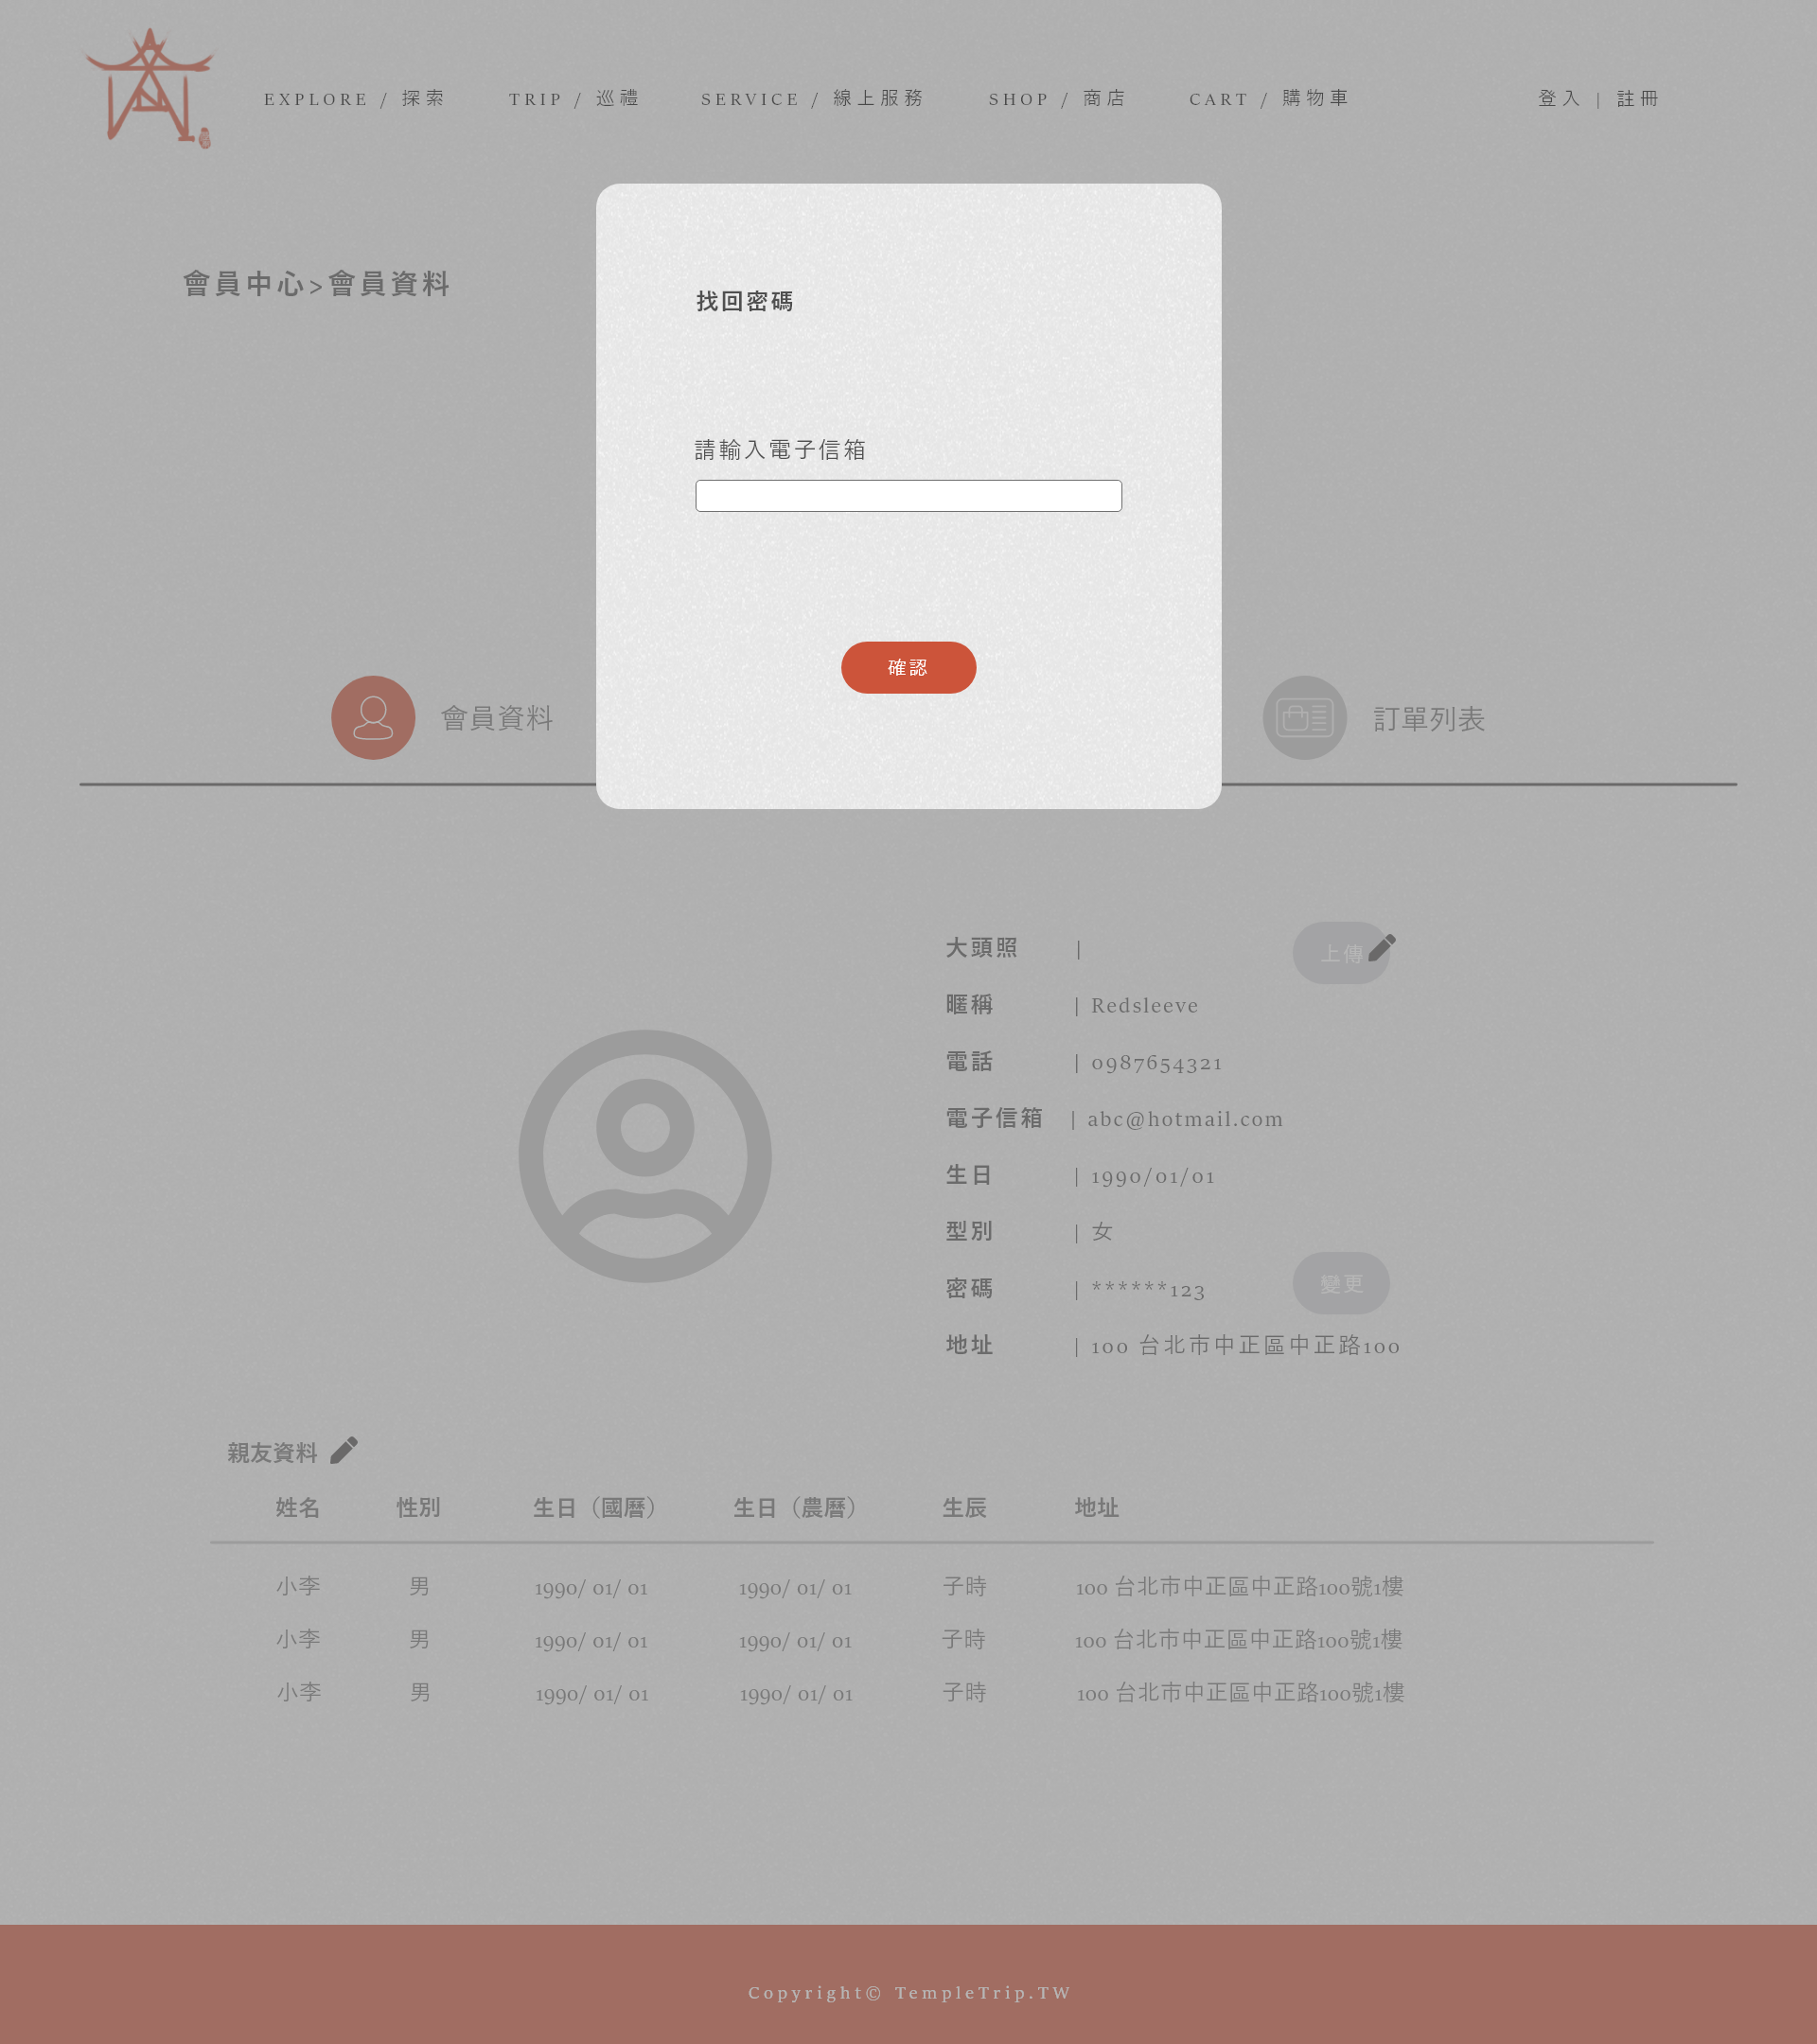 EXPLORE / 探索 TRIP / 巡禮 SERVICE / 線上服務 SHOP / 商店 CART / 購物車 登入 | 註冊
會員中心>會員資料
找回密碼
請輸入電子信箱
確認
會員資料 訂單列表
大頭照 | 上傳
暱稱 | Redsleeve
電話 | 0987654321
電子信箱 | abc@hotmail.com
生日 | 1990/01/01
型別 | 女
密碼 | ******123 變更
地址 | 100 台北市中正區中正路100
親友資料
姓名 性別 生日（國曆） 生日（農曆） 生辰 地址
小李 男 1990/ 01/ 01 1990/ 01/ 01 子時 100 台北市中正區中正路100號1樓
小李 男 1990/ 01/ 01 1990/ 01/ 01 子時 100 台北市中正區中正路100號1樓
小李 男 1990/ 01/ 01 1990/ 01/ 01 子時 100 台北市中正區中正路100號1樓
Copyright© TempleTrip.TW